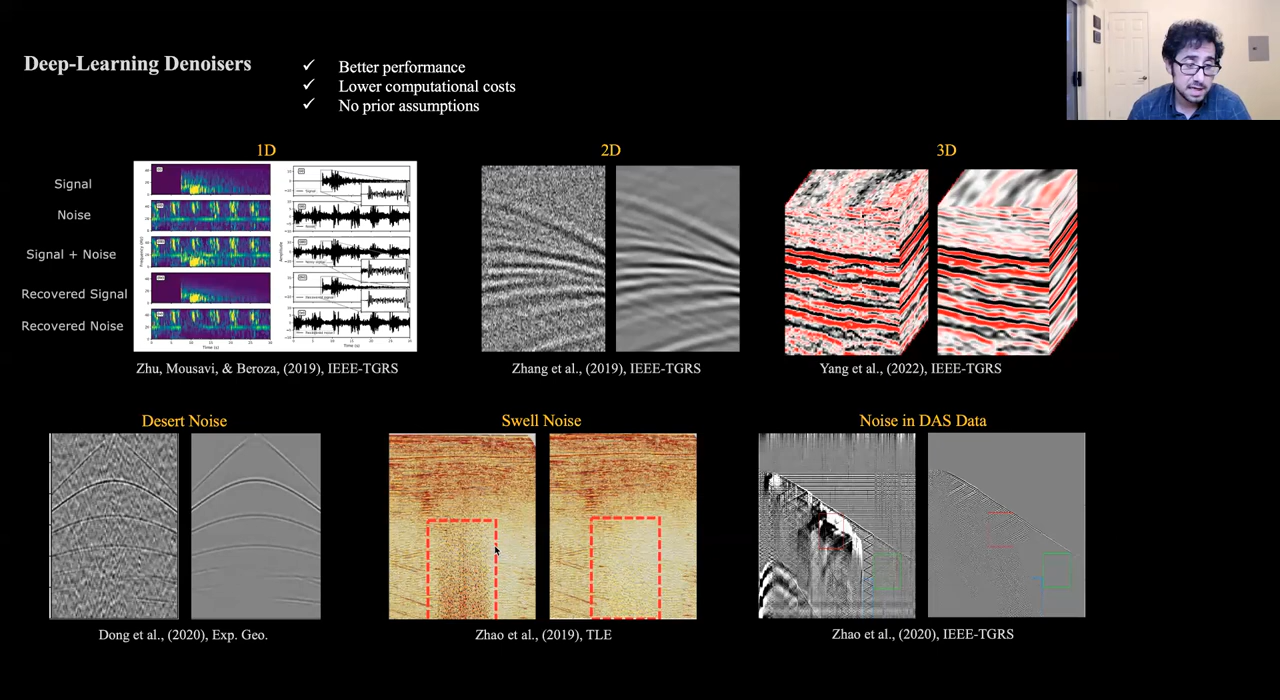 Deep-Learning Denoisers
✓ Better performance
✓ Lower computational costs
✓ No prior assumptions
1D
2D
3D
Signal
Noise
Signal + Noise
Recovered Signal
Recovered Noise
Zhu, Mousavi, & Beroza, (2019), IEEE-TGRS
Zhang et al., (2019), IEEE-TGRS
Yang et al., (2022), IEEE-TGRS
Desert Noise
Swell Noise
Noise in DAS Data
Dong et al., (2020), Exp. Geo.
Zhao et al., (2019), TLE
Zhao et al., (2020), IEEE-TGRS